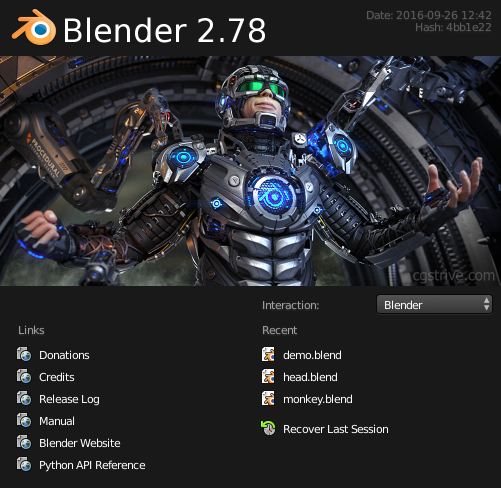 Blender 2.78
Date: 2016-09-26 12:42
Hash: 4bb1e22
PROCEDURAL
cgstrive.com
Interaction:
Blender
Links
Donations
Credits
Release Log
Manual
Blender Website
Python API Reference
Recent
demo.blend
head.blend
monkey.blend
Recover Last Session